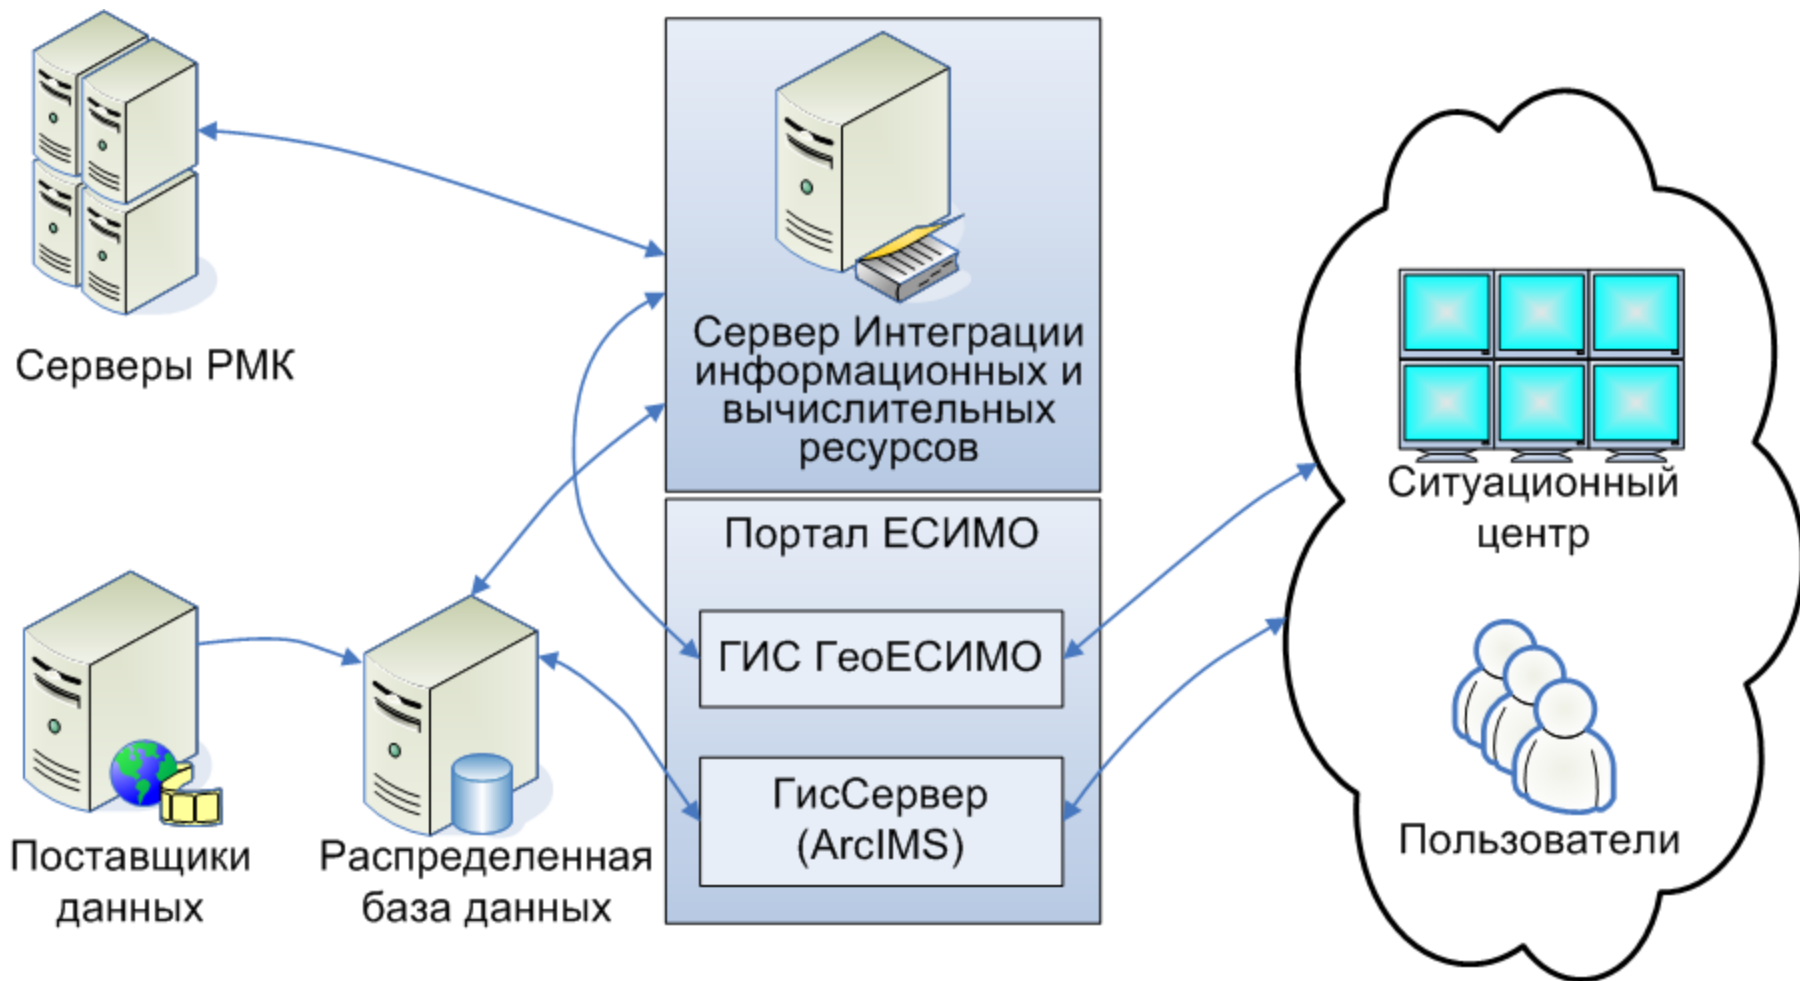 Серверы РМК
Сервер Интеграции
информационных и
вычислительных
ресурсов
Портал ЕСИМО
ГИС ГеоЕСИМО
ГисСервер
(ArcIMS)
Поставщики
данных
Распределенная
база данных
Ситуационный
центр
Пользователи